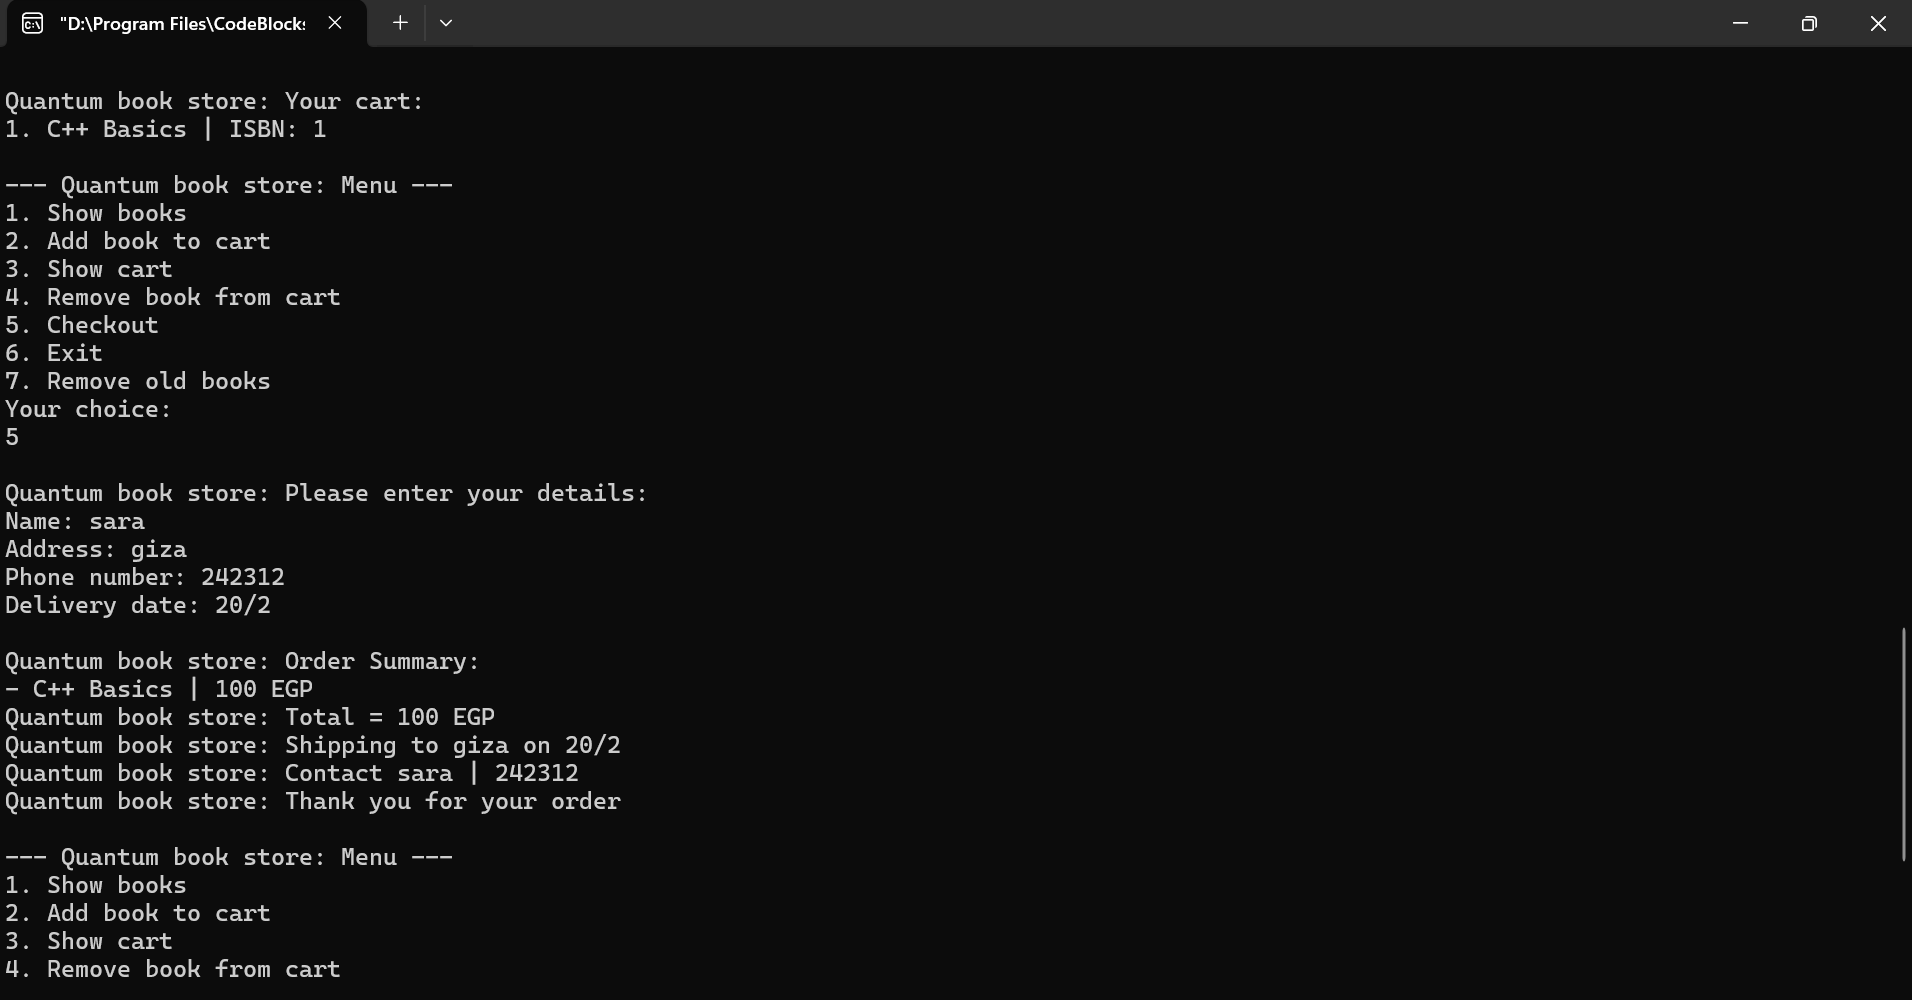 "D:\Program Files\CodeBlocks
Quantum book store: Your cart:
1. C++ Basics | ISBN: 1
--- Quantum book store: Menu ---
1. Show books
2. Add book to cart
3. Show cart
4. Remove book from cart
5. Checkout
6. Exit
7. Remove old books
Your choice:
5
Quantum book store: Please enter your details:
Name: sara
Address: giza
Phone number: 242312
Delivery date: 20/2
Quantum book store: Order Summary:
- C++ Basics | 100 EGP
Quantum book store: Total = 100 EGP
Quantum book store: Shipping to giza on 20/2
Quantum book store: Contact sara | 242312
Quantum book store: Thank you for your order
--- Quantum book store: Menu ---
1. Show books
2. Add book to cart
3. Show cart
4. Remove book from cart